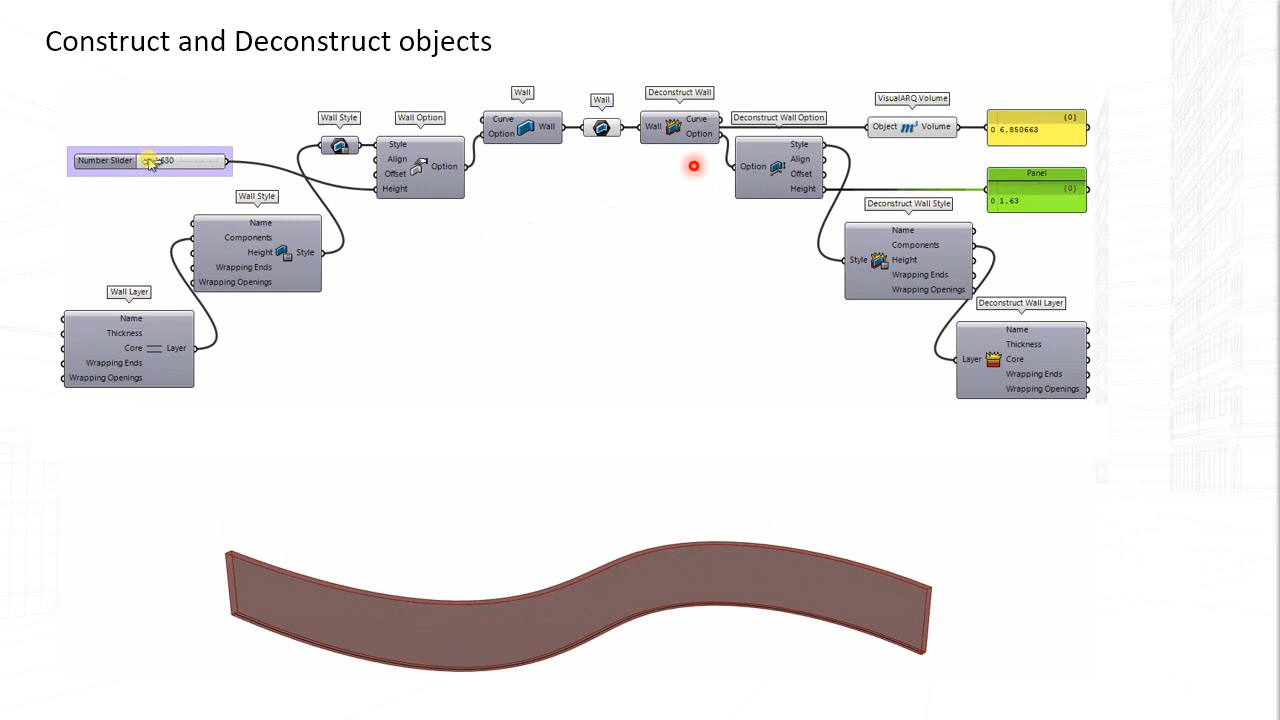 Construct and Deconstruct objects
Wall
Wall
Deconstruct Wall
VisualARQ Volume
Wall Style
Wall Option
Deconstruct Wall Option
Curve
Option
Wall
Wall
Curve
Option
Object
Volume
{0}
0 6.850663
Number Slider
630
Style
Align
Offset
Height
Option
Option
Style
Align
Offset
Height
Panel
{0}
0 1.63
Wall Style
Name
Components
Height
Wrapping Ends
Wrapping Openings
Style
Deconstruct Wall Style
Style
Name
Components
Height
Wrapping Ends
Wrapping Openings
Wall Layer
Name
Thickness
Core
Wrapping Ends
Wrapping Openings
Layer
Deconstruct Wall Layer
Layer
Name
Thickness
Core
Wrapping Ends
Wrapping Openings